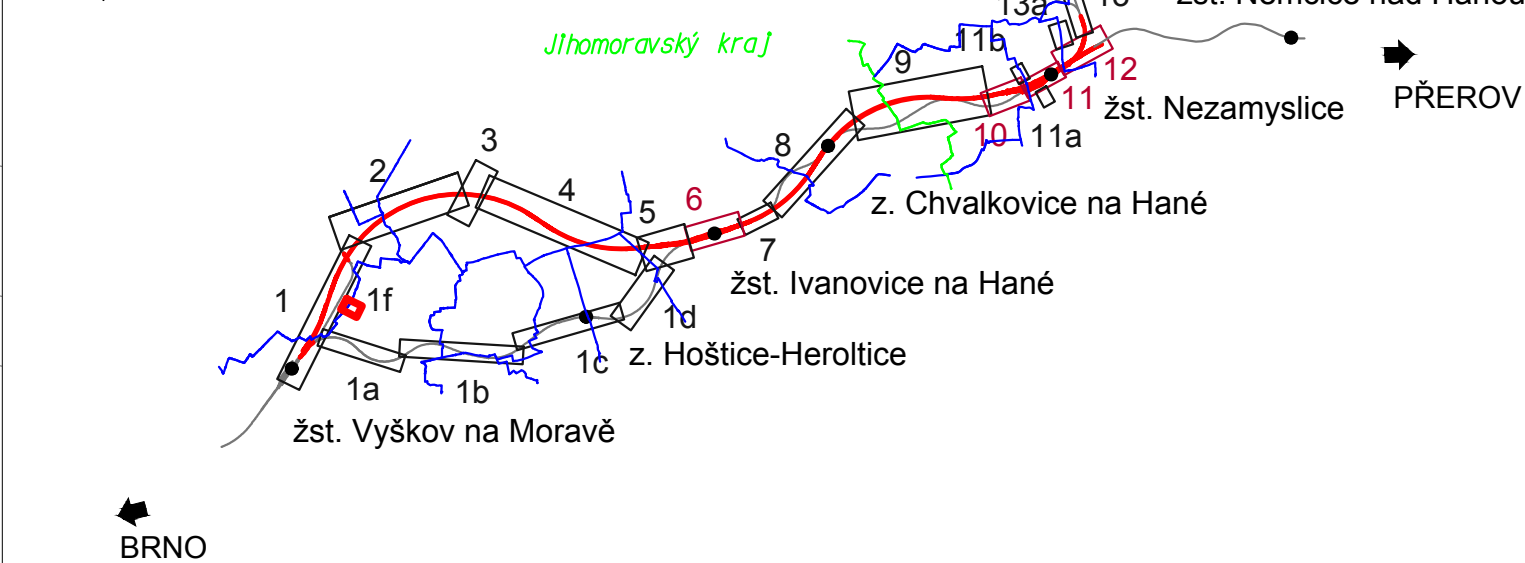 13a
Jihomoravský kraj
11b
9
12
11
PŘEROV
žst. Nezamyslice
10
11a
3
8
2
4
6
z. Chvalkovice na Hané
5
7
žst. Ivanovice na Hané
1
1f
1d
1c
z. Hoštice-Heroltice
1a
1b
žst. Vyškov na Moravě
BRNO